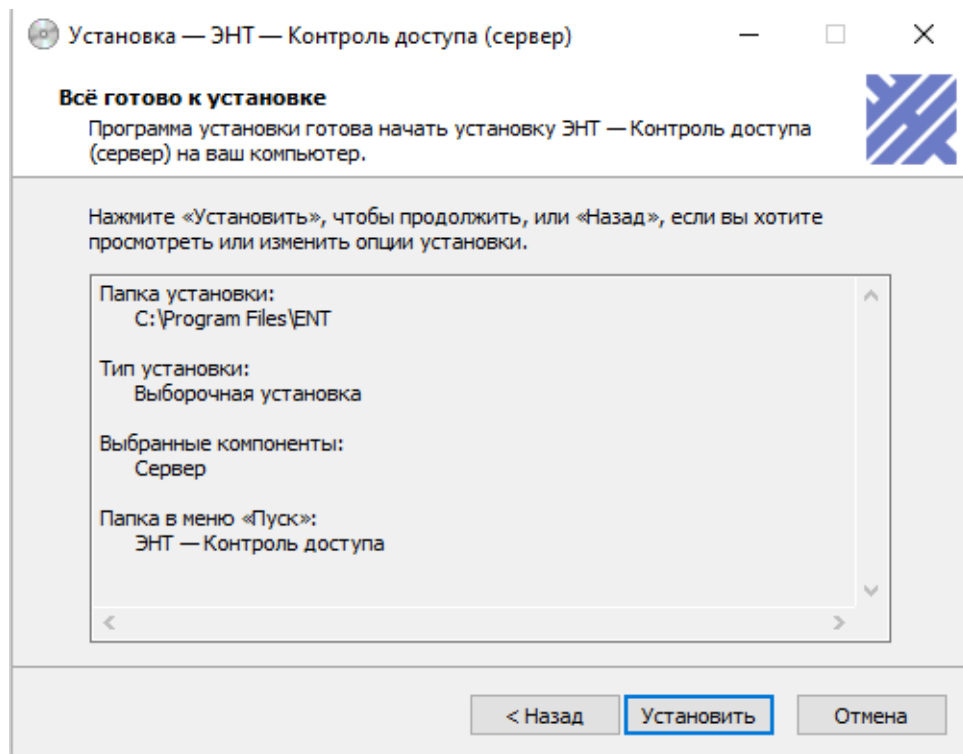 Установка — ЭНТ — Контроль доступа (сервер)
Всё готово к установке
Программа установки готова начать установку ЭНТ — Контроль доступа
(сервер) на ваш компьютер.
Нажмите «Установить», чтобы продолжить, или «Назад», если вы хотите
просмотреть или изменить опции установки.
Папка установки:
C:\Program Files\ENT
Тип установки:
Выборочная установка
Выбранные компоненты:
Сервер
Папка в меню «Пуск»:
ЭНТ — Контроль доступа
< Назад
Установить
Отмена